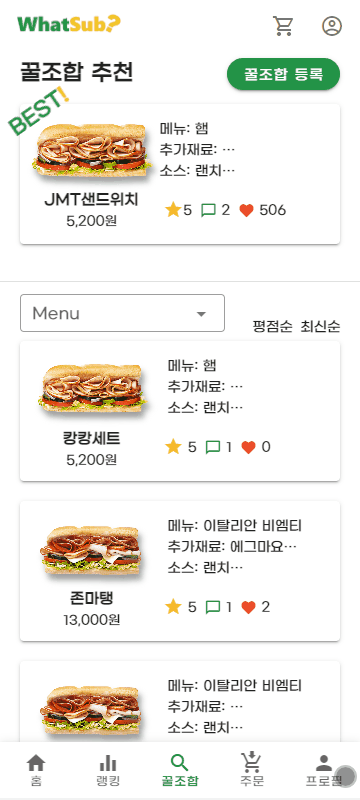 WhatSub?
꿀조합 추천
꿀조합 등록
BEST!
메뉴: 햄
추가재료: …
소스: 랜치…
JMT샌드위치
5,200원
5 2 506
Menu
평점순 최신순
메뉴: 햄
추가재료: …
소스: 랜치…
캉캉세트
5,200원
5 1 0
메뉴: 이탈리안 비엠티
추가재료: 에그마요…
소스: 랜치…
존마탱
13,000원
5 1 2
메뉴: 이탈리안 비엠티
추가재료: …
소스: 랜치…
홈 랭킹 꿀조합 주문 프로필